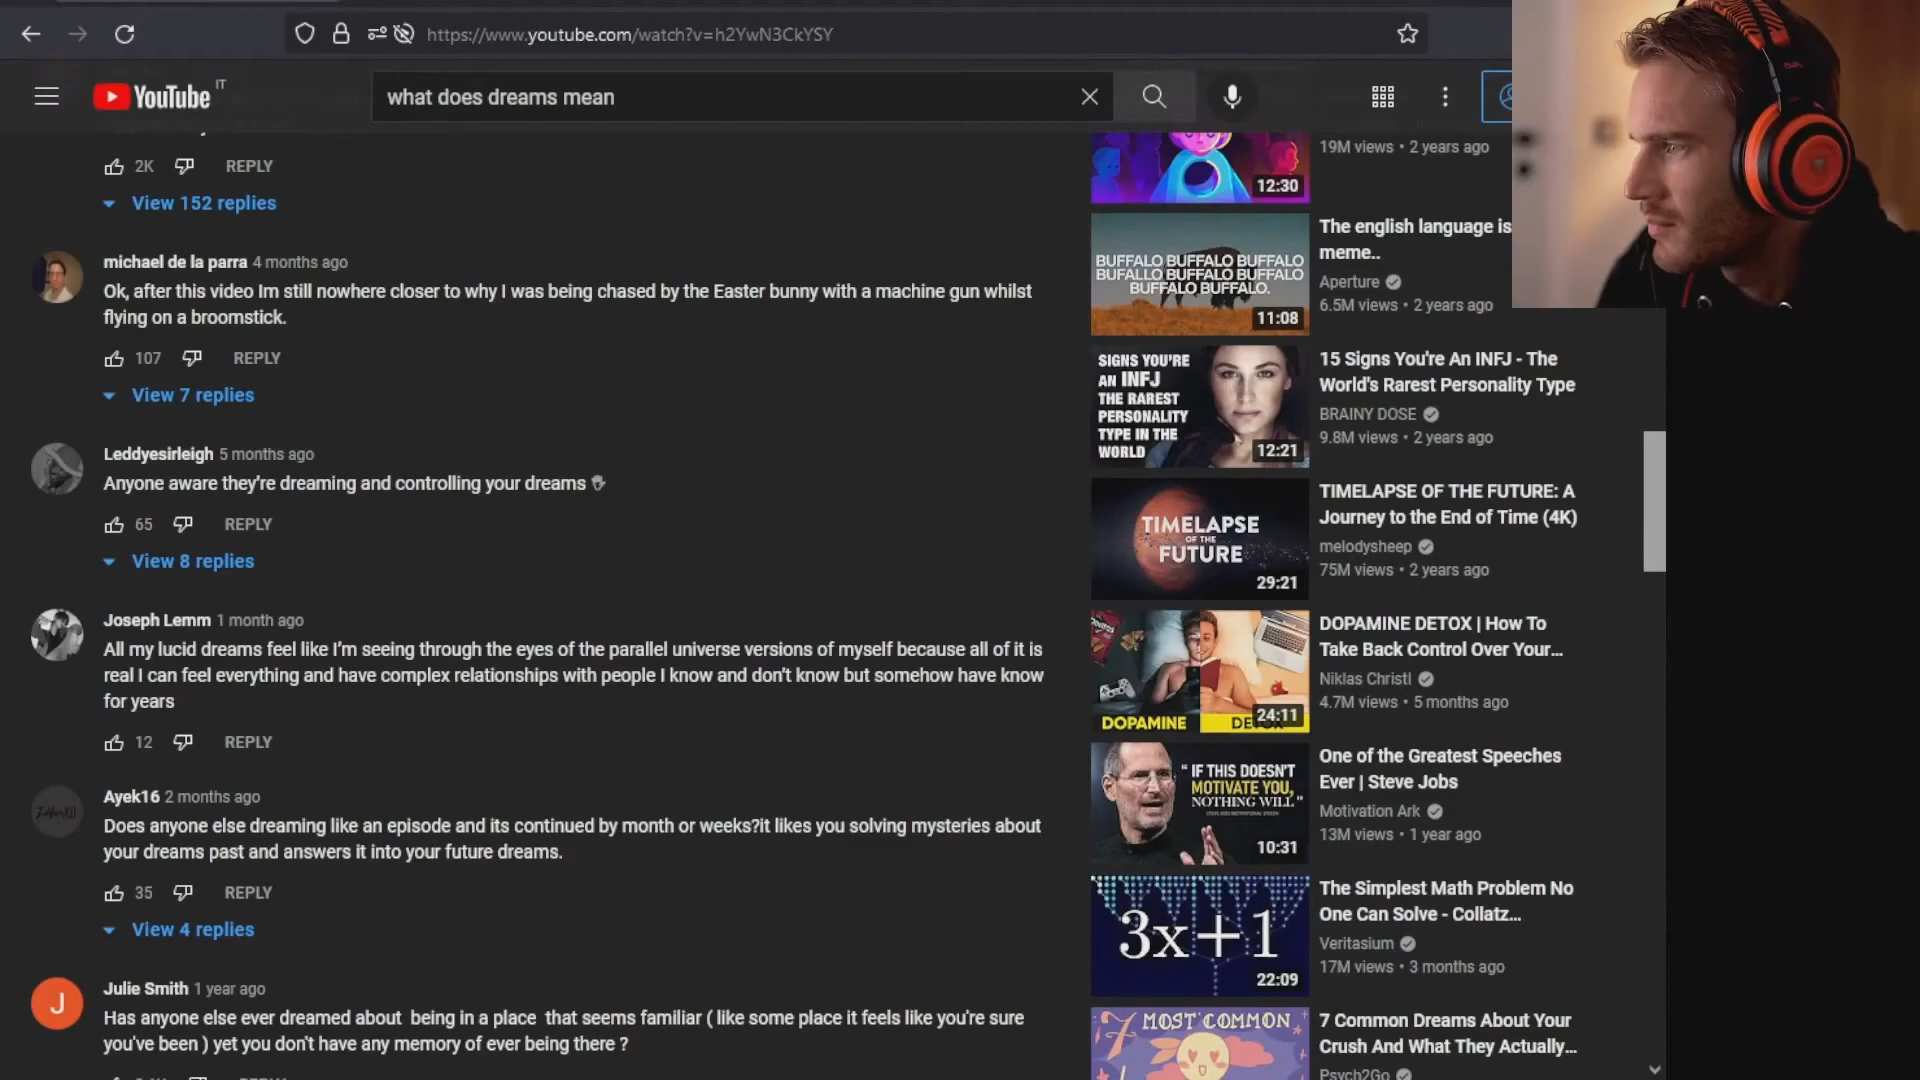 https://www.youtube.com/watch?v=h2YwN3CkYSY
YouTube IT
what does dreams mean
2K REPLY
View 152 replies
michael de la parra 4 months ago
Ok, after this video Im still nowhere closer to why I was being chased by the Easter bunny with a machine gun whilst
flying on a broomstick.
107 REPLY
View 7 replies
Leddyesirleigh 5 months ago
Anyone aware they're dreaming and controlling your dreams
65 REPLY
View 8 replies
Joseph Lemm 1 month ago
All my lucid dreams feel like I'm seeing through the eyes of the parallel universe versions of myself because all of it is
real I can feel everything and have complex relationships with people I know and don't know but somehow have know
for years
12 REPLY
Ayek16 2 months ago
Does anyone else dreaming like an episode and its continued by month or weeks?it likes you solving mysteries about
your dreams past and answers it into your future dreams.
35 REPLY
View 4 replies
J
Julie Smith 1 year ago
Has anyone else ever dreamed about being in a place that seems familiar ( like some place it feels like you're sure
you've been ) yet you don't have any memory of ever being there ?
12:30
19M views • 2 years ago
BUFFALO BUFFALO BUFFALO
BUFALLO BUFFALO BUFFALO
BUFFALO BUFFALO.
11:08
The english language is
meme..
Aperture
6.5M views • 2 years ago
SIGNS YOU'RE
AN INFJ
THE RAREST
PERSONALITY
TYPE IN THE
WORLD
12:21
15 Signs You're An INFJ - The
World's Rarest Personality Type
BRAINY DOSE
9.8M views • 2 years ago
TIMELAPSE
OF THE
FUTURE
29:21
TIMELAPSE OF THE FUTURE: A
Journey to the End of Time (4K)
melodysheep
75M views • 2 years ago
DOPAMINE
24:11
DOPAMINE DETOX | How To
Take Back Control Over Your...
Niklas Christl
4.7M views • 5 months ago
" IF THIS DOESN'T
MOTIVATE YOU,
NOTHING WILL "
10:31
One of the Greatest Speeches
Ever | Steve Jobs
Motivation Ark
13M views • 1 year ago
3x+1
22:09
The Simplest Math Problem No
One Can Solve - Collatz...
Veritasium
17M views • 3 months ago
7 MOST COMMON
7 Common Dreams About Your
Crush And What They Actually...
Psych2Go